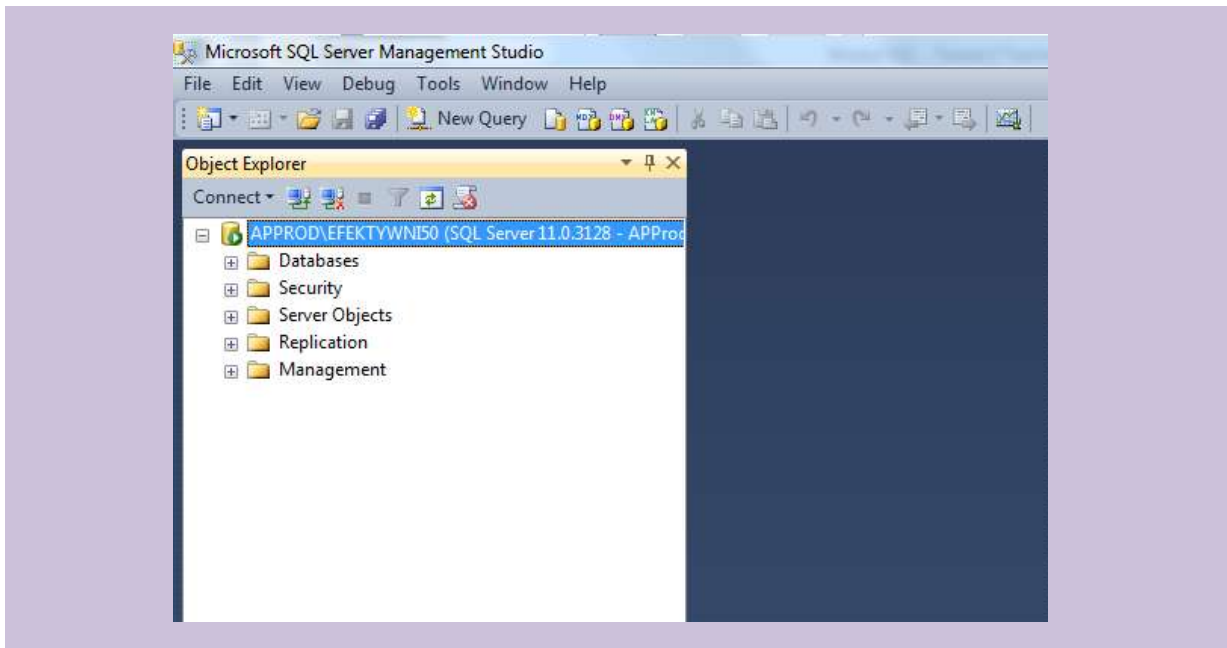 Microsoft SQL Server Management Studio
File Edit View Debug Tools Window Help
New Query
Object Explorer
Connect
APPROD\EFEKTYWNI50 (SQL Server 11.0.3128 - APProd
Databases
Security
Server Objects
Replication
Management